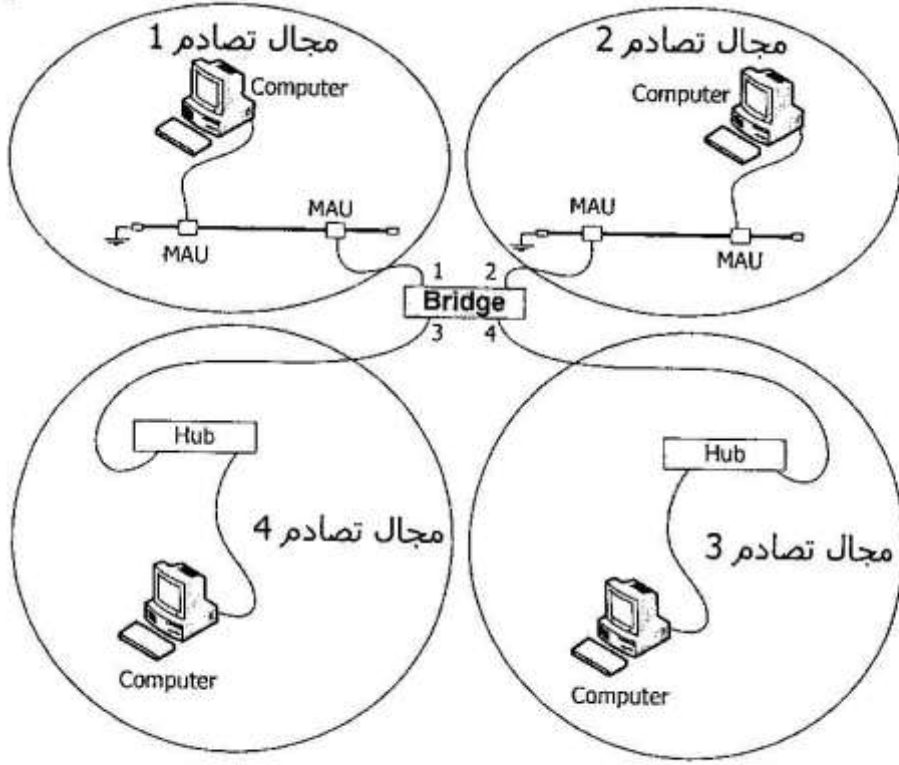 مجال تصادم 1
Computer
MAU
MAU
مجال تصادم 2
Computer
MAU
MAU
1 2
Bridge
3 4
Hub
مجال تصادم 4
Computer
Hub
مجال تصادم 3
Computer